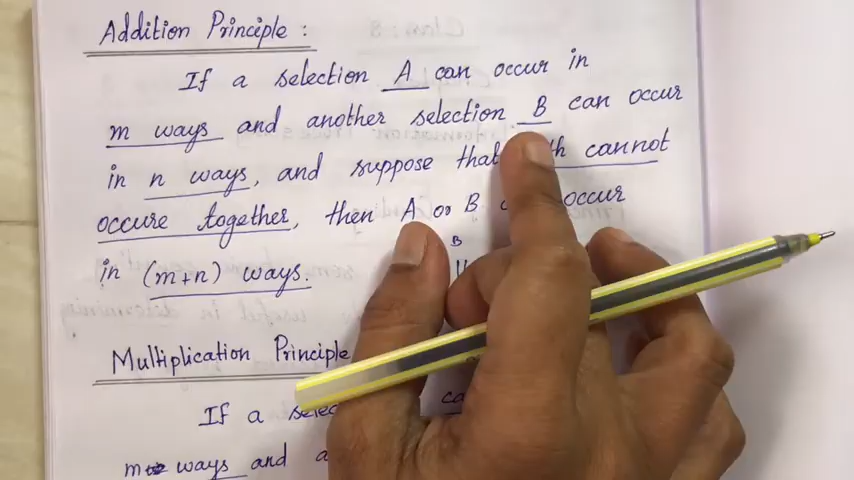 Addition Principle :
If a selection A can occur in
m ways and another selection B can occur
in n ways, and suppose that cannot
occure together, then A or B occur
B
in (m+n) ways.
Multiplication Principle
If a
m ways and